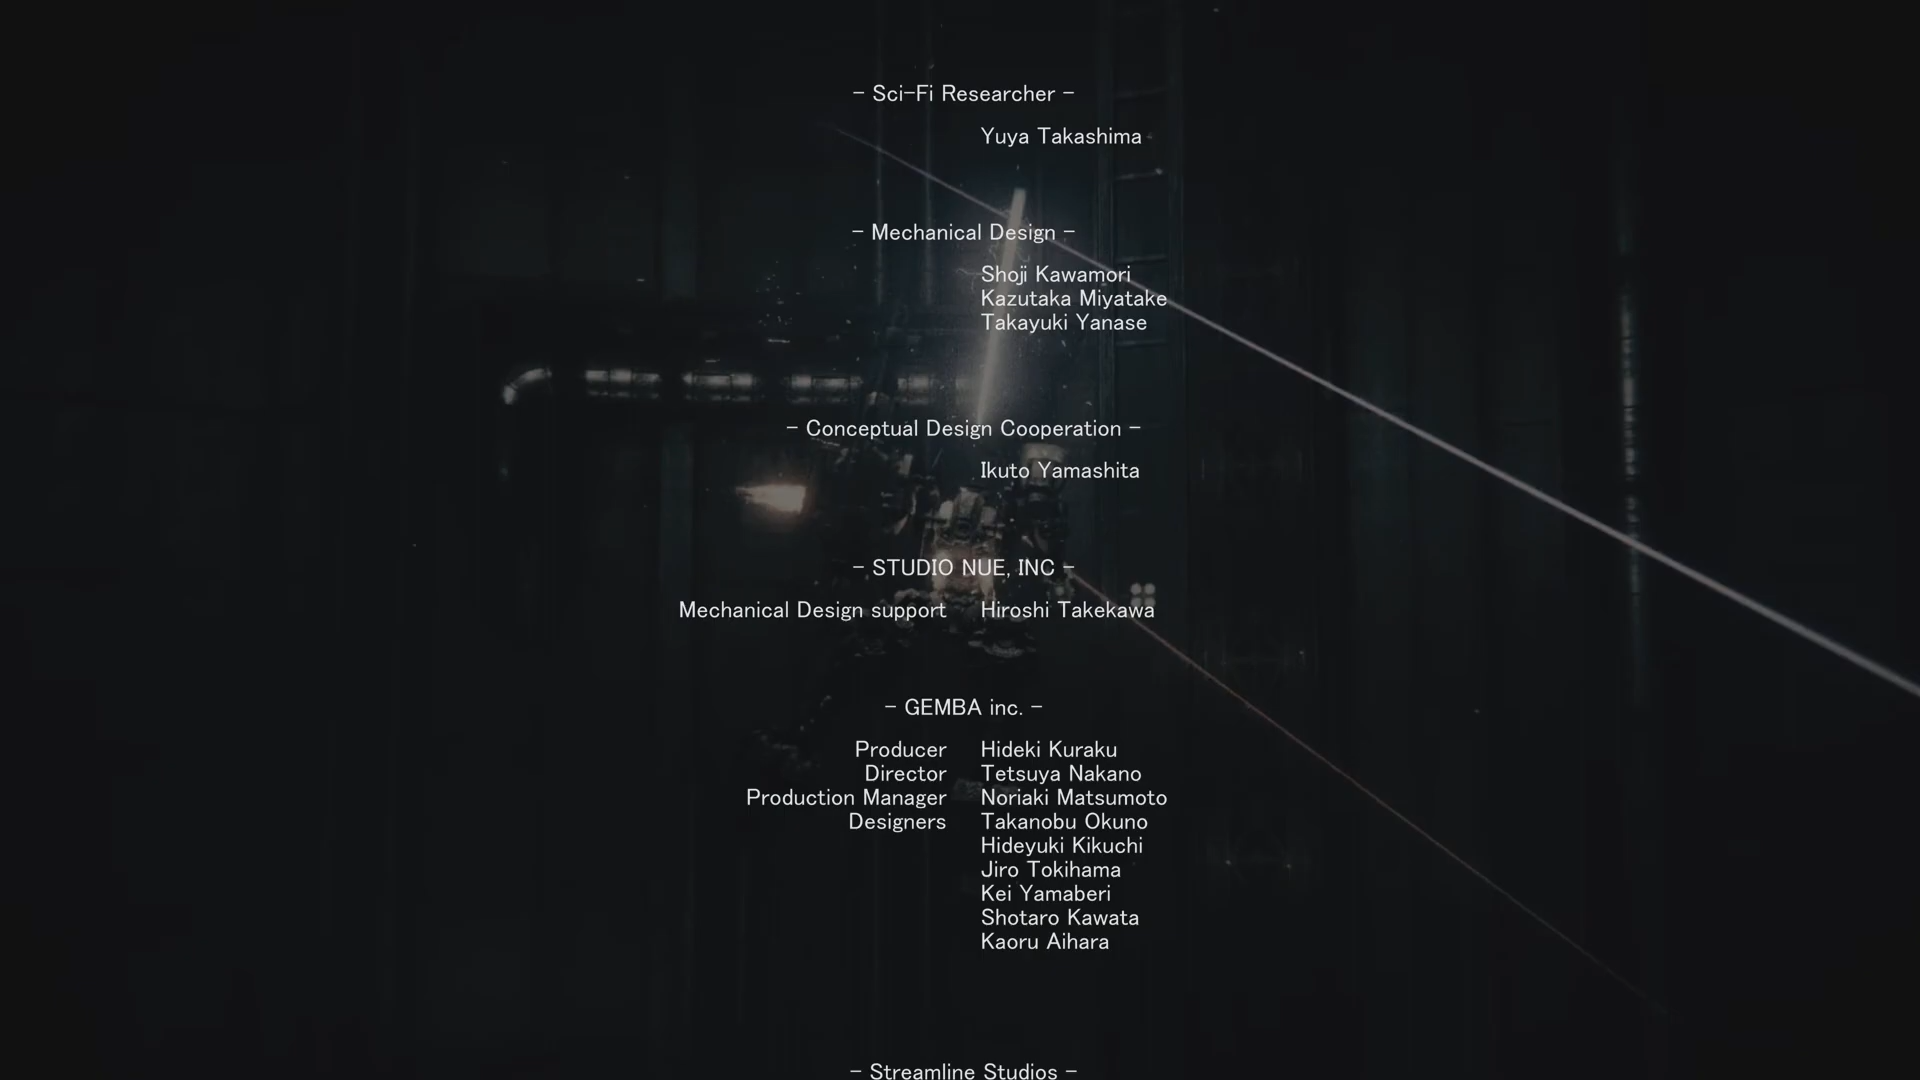 - Sci-Fi Researcher -
Yuya Takashima
- Mechanical Design -
Shoji Kawamori
Kazutaka Miyatake
Takayuki Yanase
- Conceptual Design Cooperation -
Ikuto Yamashita
- STUDIO NUE, INC -
Mechanical Design support Hiroshi Takekawa
- GEMBA inc. -
Producer Hideki Kuraku
Director Tetsuya Nakano
Production Manager Noriaki Matsumoto
Designers Takanobu Okuno
Hideyuki Kikuchi
Jiro Tokihama
Kei Yamaberi
Shotaro Kawata
Kaoru Aihara
- Streamline Studios -